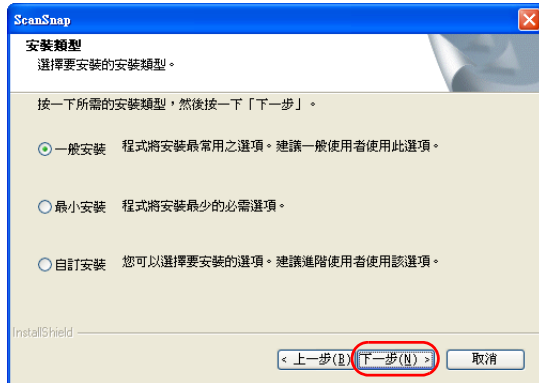 ScanSnap
安裝類型
選擇要安裝的安裝類型。
按一下所需的安裝類型，然後按一下「下一步」。
一般安裝 程式將安裝最常用之選項。建議一般使用者使用此選項。
最小安裝 程式將安裝最少的必需選項。
自訂安裝 您可以選擇要安裝的選項。建議進階使用者使用該選項。
InstallShield
< 上一步(B) 下一步(N) > 取消